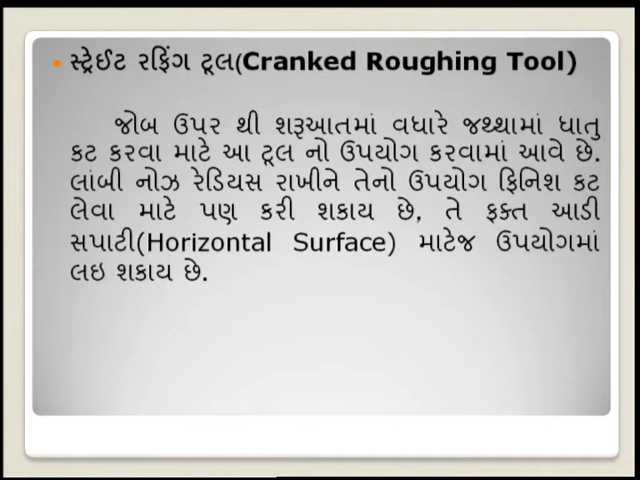 સ્ટ્રેઈટ રફિંગ ટૂલ(Cranked Roughing Tool)
જોબ ઉપર થી શરૂઆતમાં વધારે જથ્થામાં ધાતુ
કટ કરવા માટે આ ટૂલ નો ઉપયોગ કરવામાં આવે છે.
લાંબી નોઝ રેડિયસ રાખીને તેનો ઉપયોગ ફિનિશ કટ
લેવા માટે પણ કરી શકાય છે, તે ફક્ત આડી
સપાટી(Horizontal Surface) માટેજ ઉપયોગમાં
લઇ શકાય છે.